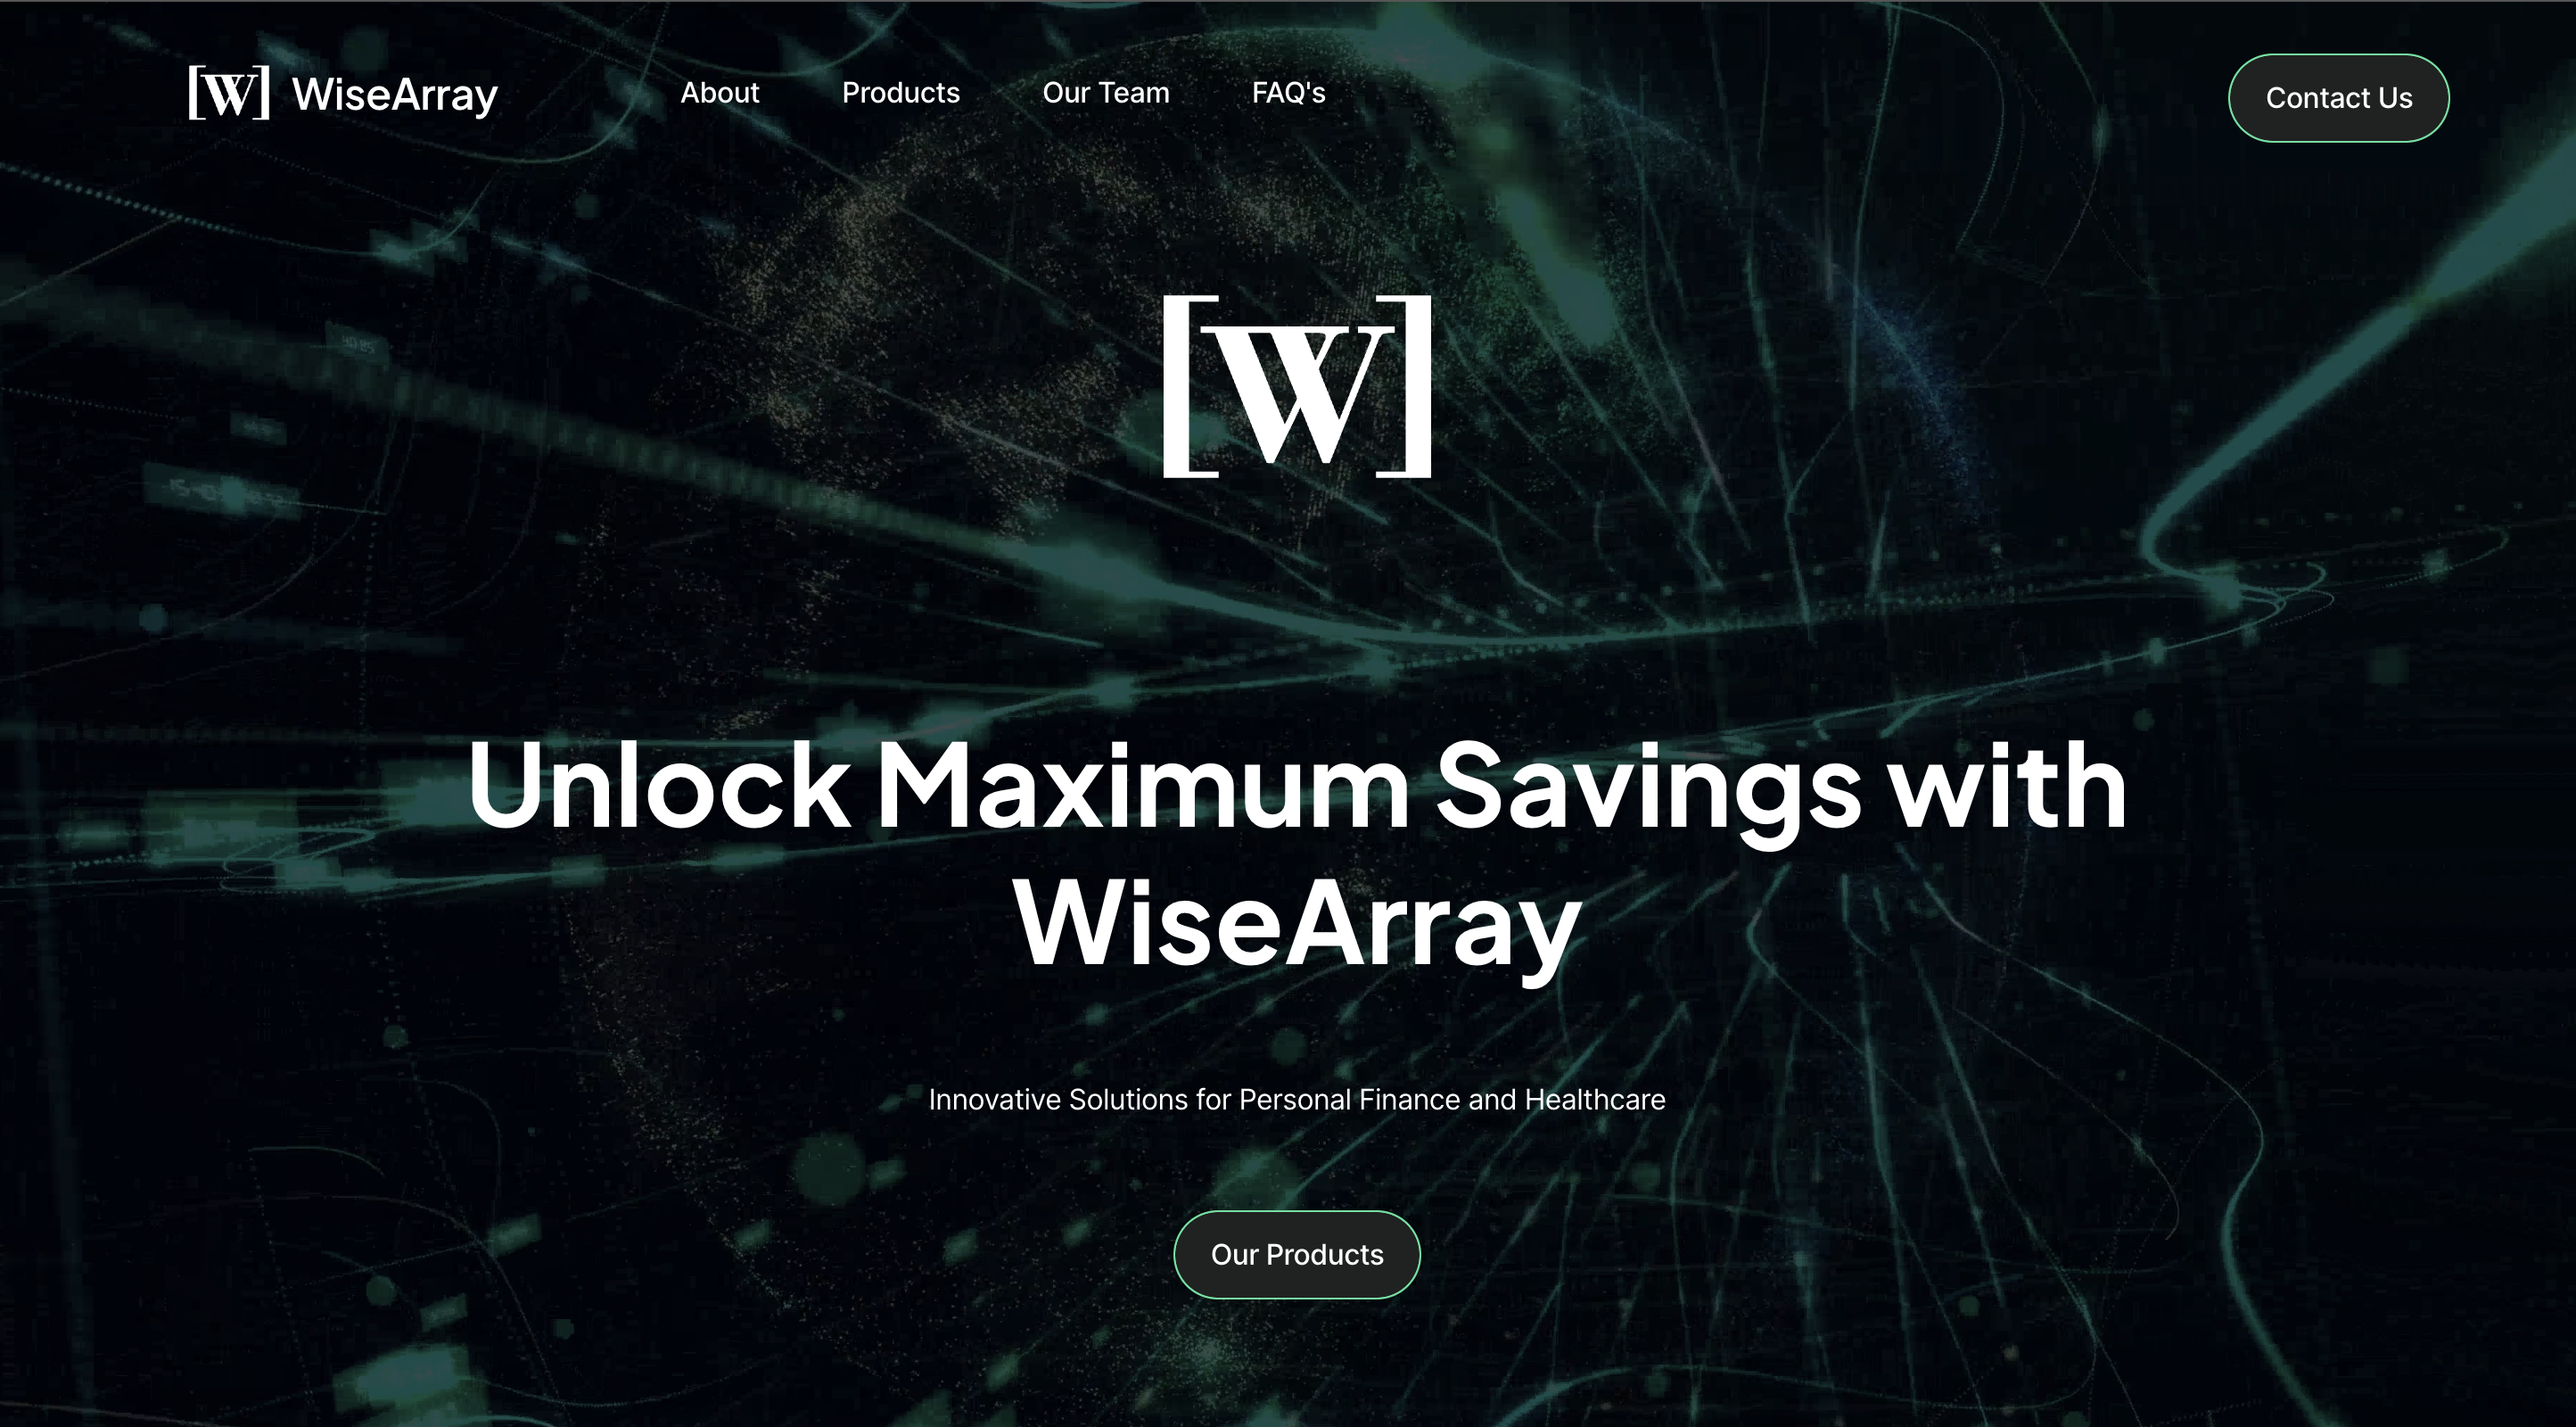 [W] WiseArray
About
Products
Our Team
FAQ's
Contact Us
[W]
Unlock Maximum Savings with
WiseArray
Innovative Solutions for Personal Finance and Healthcare
Our Products